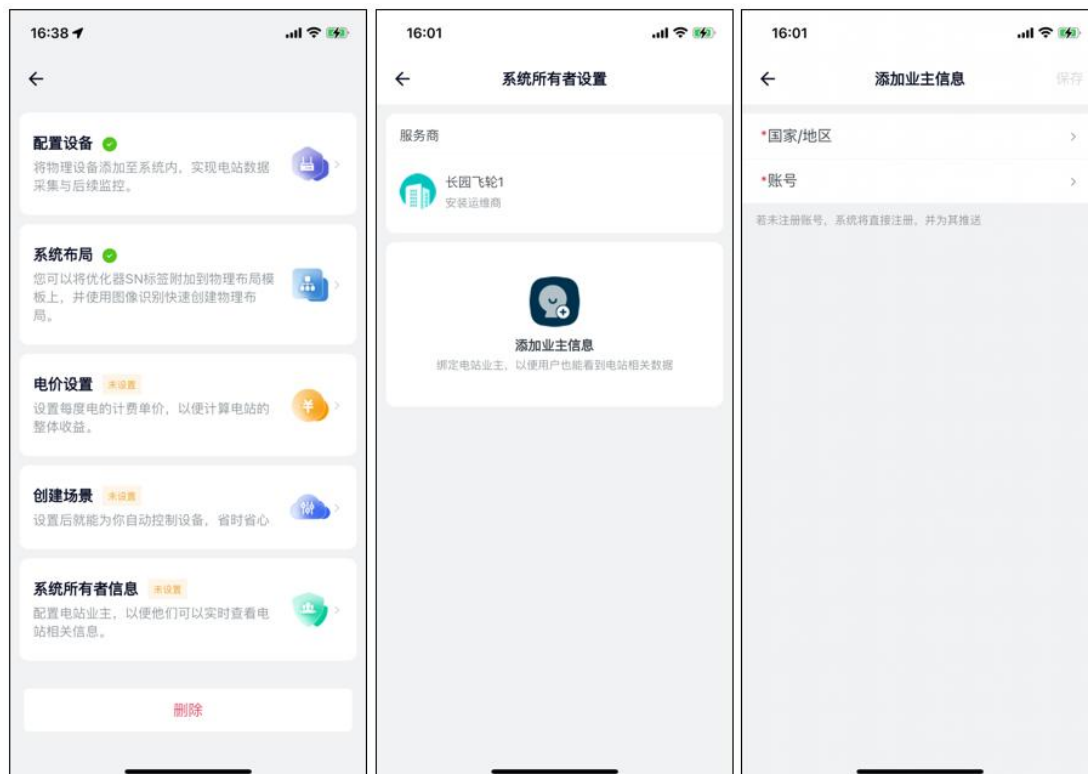 16:38
配置设备
将物理设备添加至系统内，实现电站数据
采集与后续监控。
系统布局
您可以将优化器SN标签附加到物理布局模
板上，并使用图像识别快速创建物理布
局。
电价设置 未设置
设置每度电的计费单价，以便计算电站的
整体收益。
¥
创建场景 未设置
设置后就能为你自动控制设备，省时省心
系统所有者信息 未设置
配置电站业主，以便他们可以实时查看电
站相关信息。
删除
16:01
系统所有者设置
服务商
长园飞轮1
安装运维商
添加业主信息
绑定电站业主，以便用户也能看到电站相关数据
16:01
添加业主信息 保存
*国家/地区
*账号
若未注册账号，系统将直接注册，并为其推送